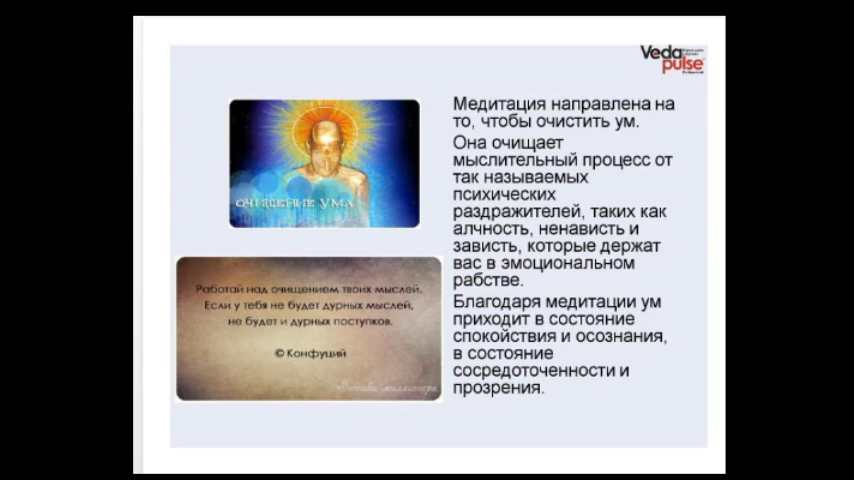 Veda
pulse
Медитация направлена на
то, чтобы очистить ум.
Она очищает
мыслительный процесс от
так называемых
психических
раздражителей, таких как
алчность, ненависть и
зависть, которые держат
вас в эмоциональном
рабстве.
Благодаря медитации ум
приходит в состояние
спокойствия и осознания,
в состояние
сосредоточенности и
прозрения.
ОЧИЩЕНИЕ УМА
Работай над очищением твоих мыслей.
Если у тебя не будет дурных мыслей,
не будет и дурных поступков.
© Конфуций